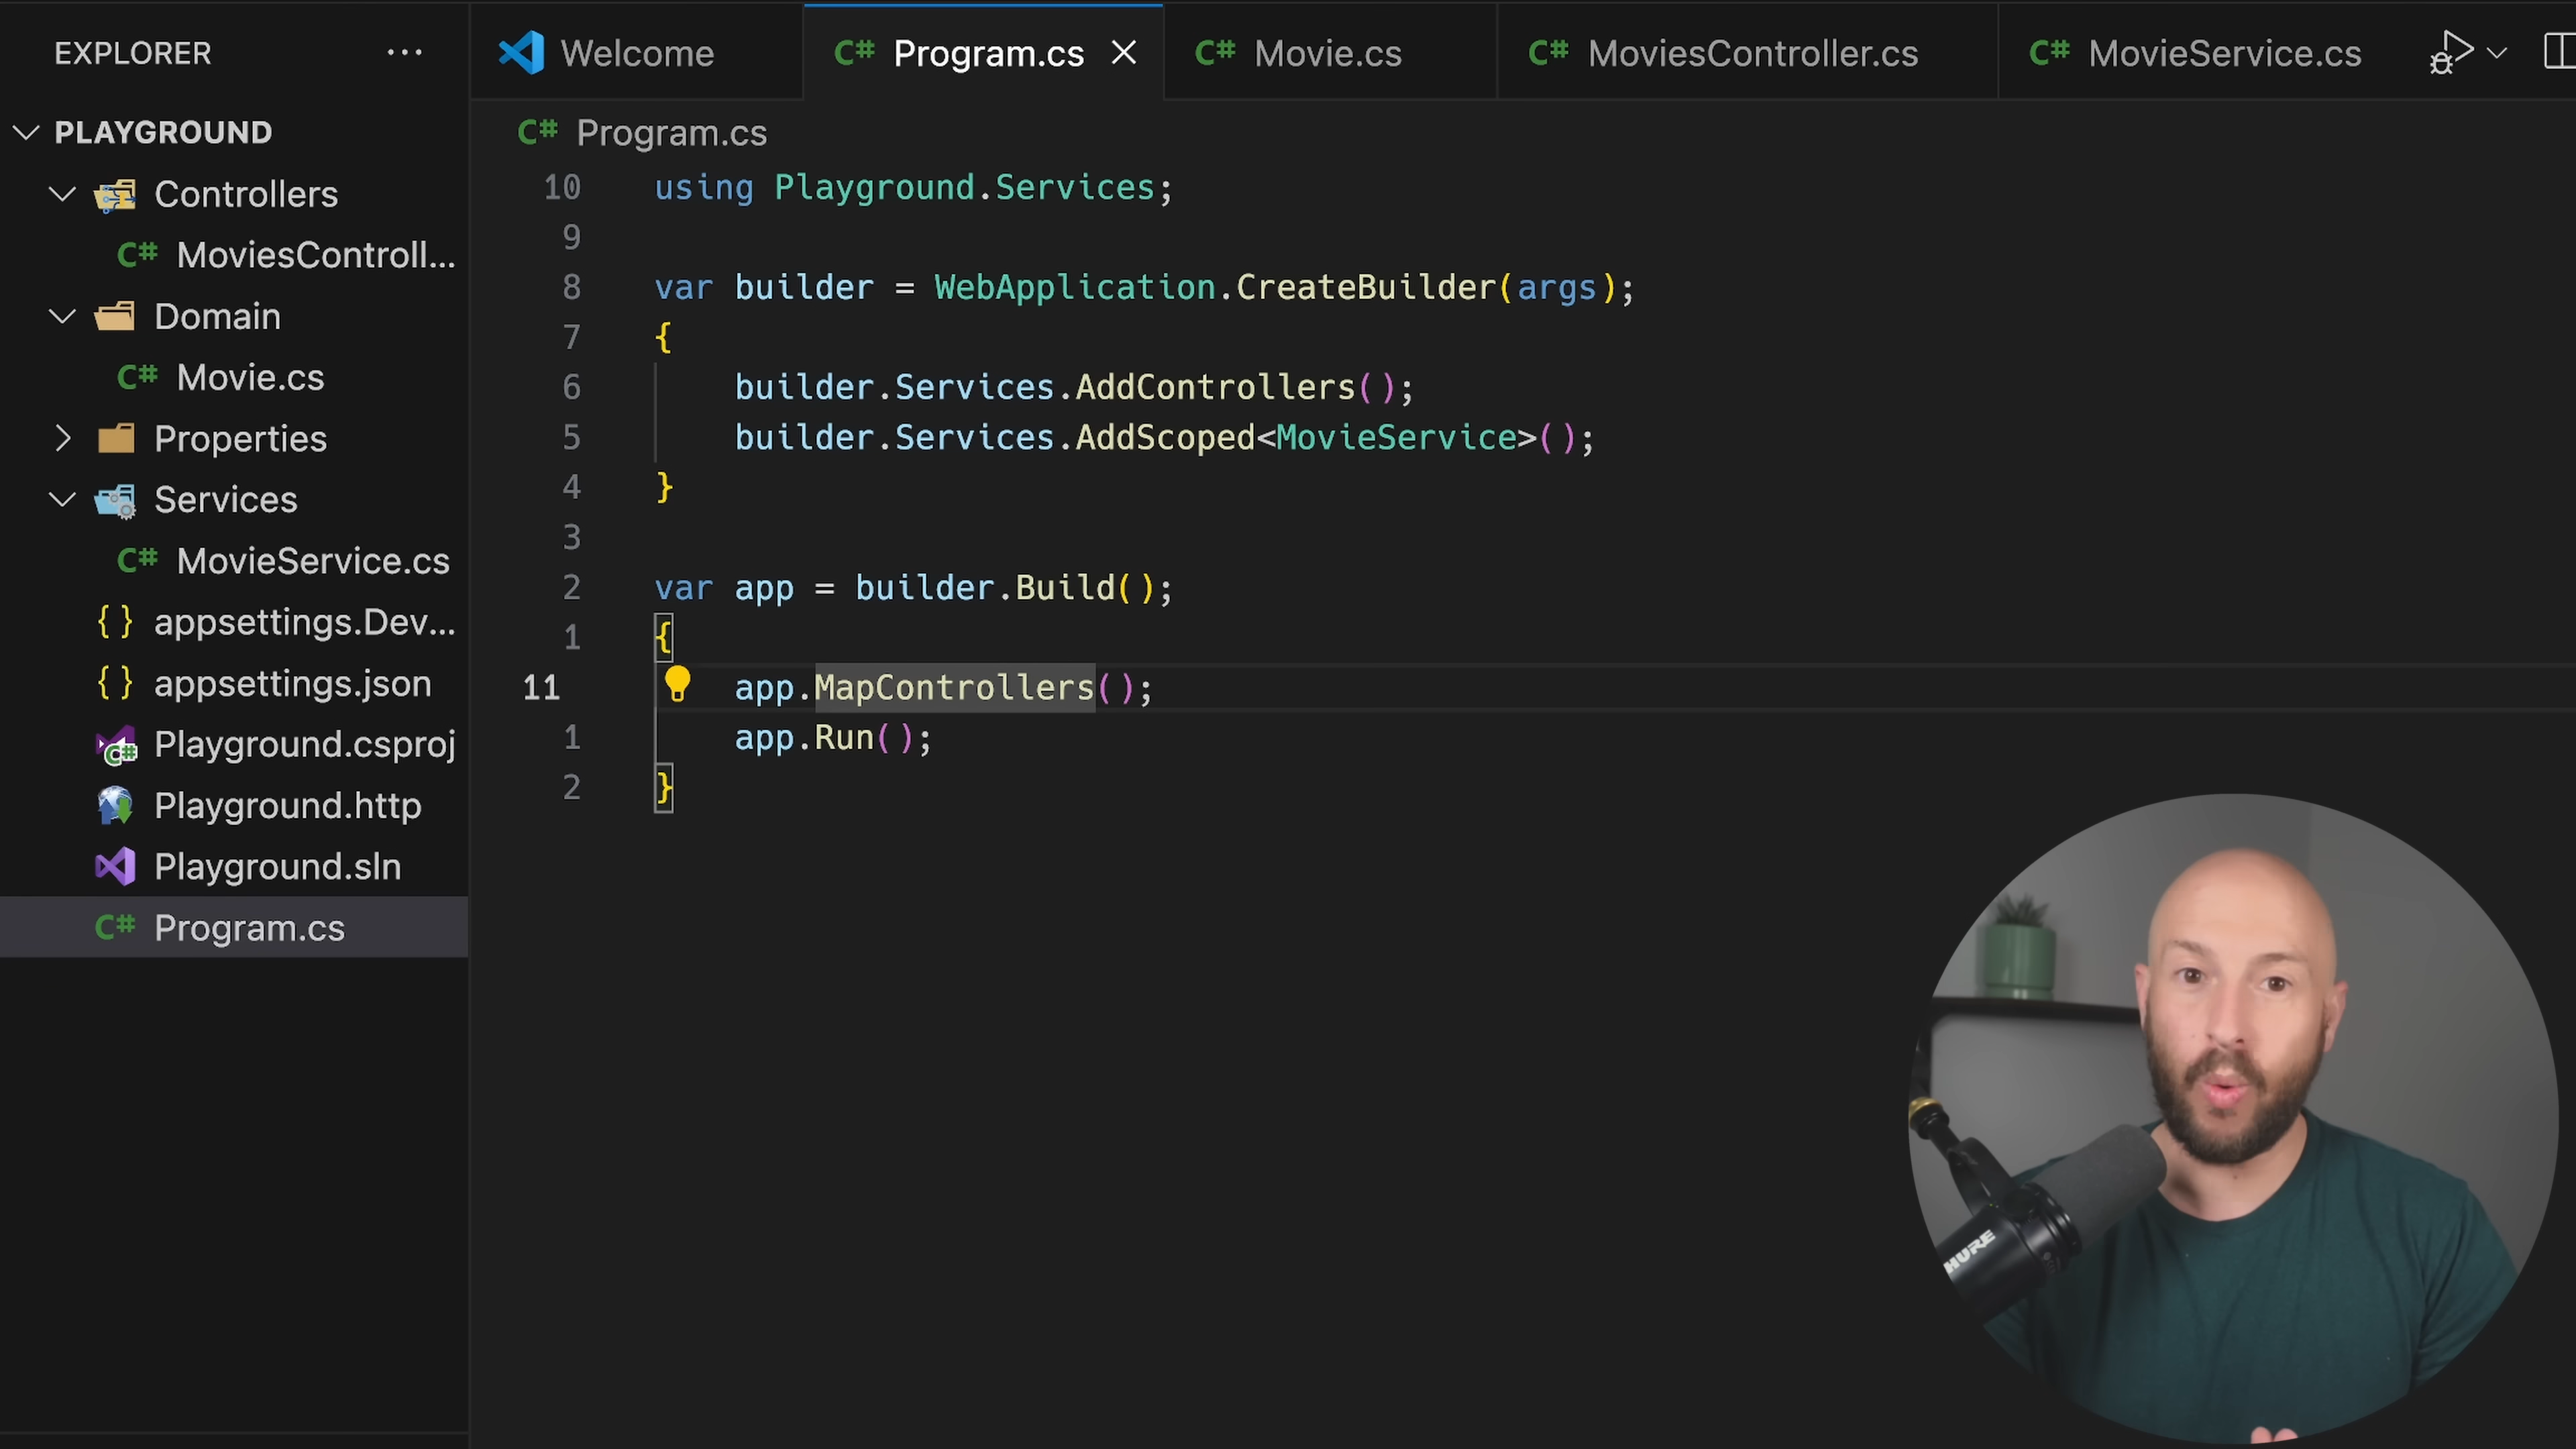 EXPLORER
PLAYGROUND
Controllers
MoviesControll...
Domain
Movie.cs
Properties
Services
MovieService.cs
appsettings.Dev...
appsettings.json
Playground.csproj
Playground.http
Playground.sln
Program.cs
Welcome
C# Program.cs
C# Movie.cs
C# MoviesController.cs
C# MovieService.cs
C# Program.cs
10 using Playground.Services;
9
8 var builder = WebApplication.CreateBuilder(args);
7 {
6 builder.Services.AddControllers();
5 builder.Services.AddScoped<MovieService>();
4 }
3
2 var app = builder.Build();
1 {
11 app.MapControllers();
1 app.Run();
2 }